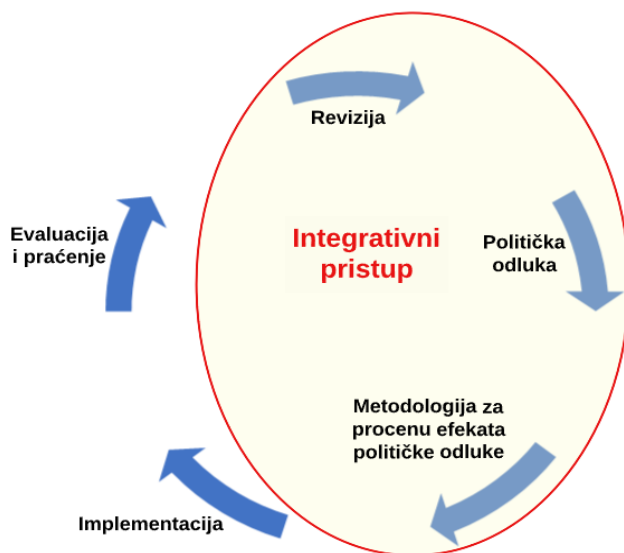 Revizija
Evaluacija
i praćenje
Integrativni
pristup
Politička
odluka
Metodologija za
procenu efekata
političke odluke
Implementacija